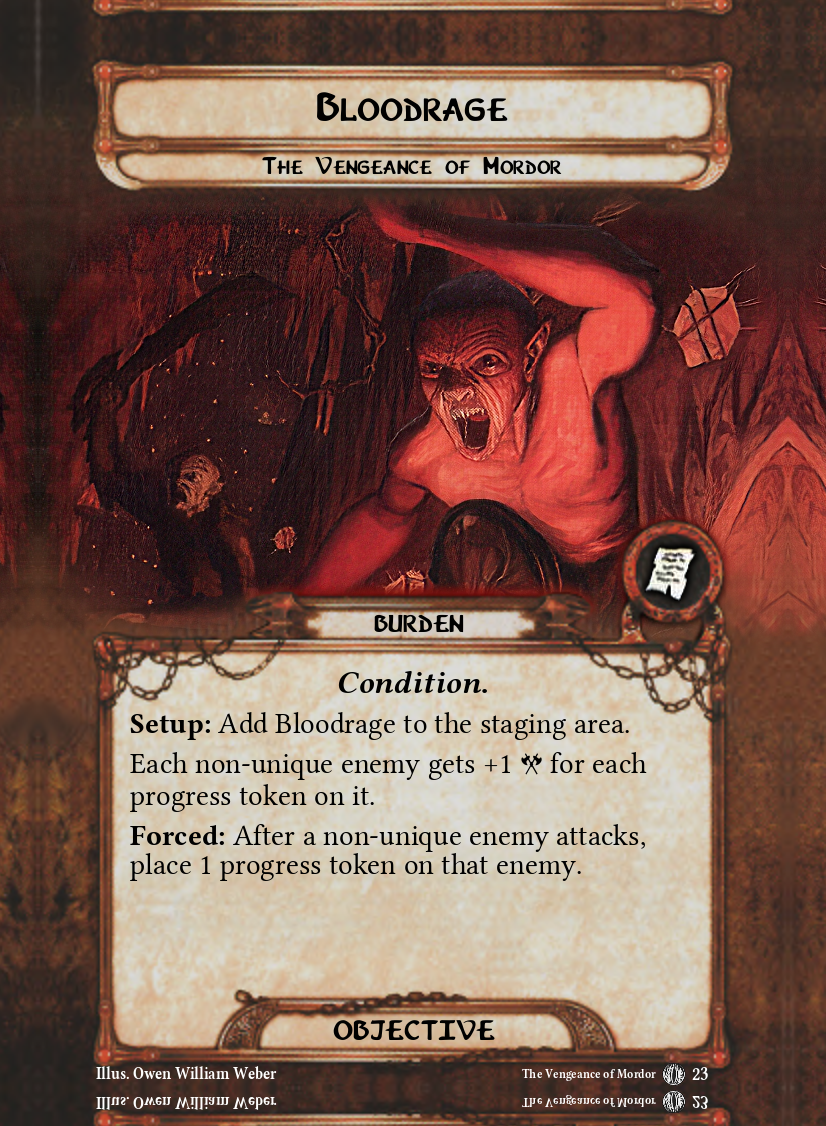 Bloodrage
The Vengeance of Mordor
BURDEN
Condition.
Setup: Add Bloodrage to the staging area.
Each non-unique enemy gets +1 for each
progress token on it.
Forced: After a non-unique enemy attacks,
place 1 progress token on that enemy.
OBJECTIVE
Illus. Owen William Weber
The Vengeance of Mordor 23
Illus. Owen William Weber
The Vengeance of Mordor 23